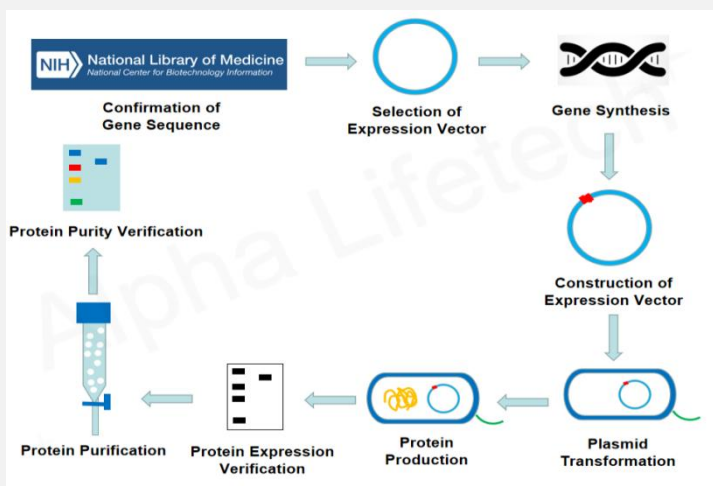 NIH
National Library of Medicine
National Center for Biotechnology Information
Confirmation of
Gene Sequence
Selection of
Expression Vector
Gene Synthesis
Construction of
Expression Vector
Plasmid
Transformation
Protein
Production
Protein Expression
Verification
Protein Purification
Protein Purity Verification
Alpha Lifetech